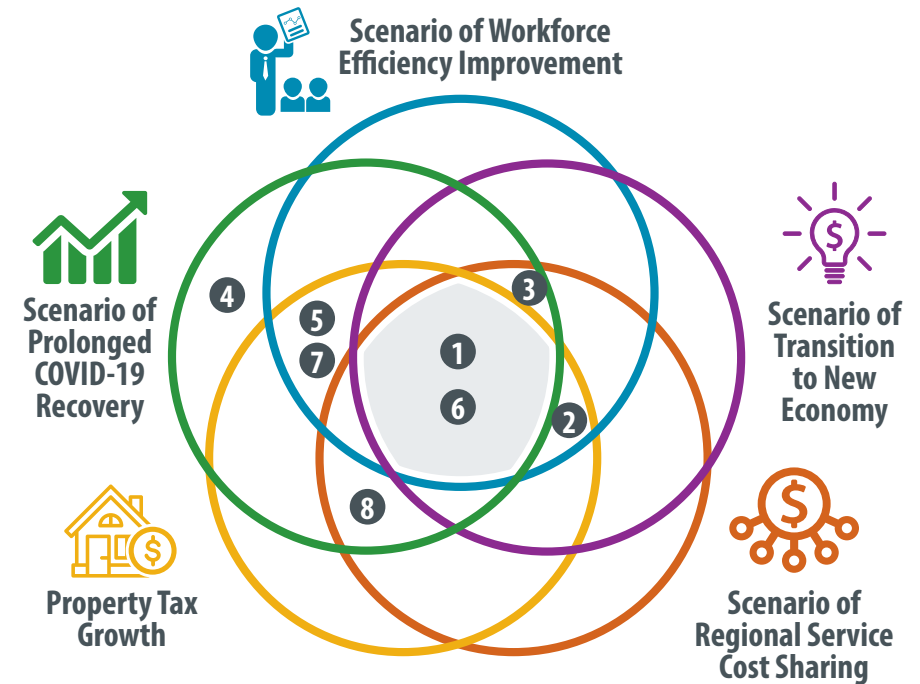 Scenario of Workforce
Efficiency Improvement
Scenario of
Prolonged
COVID-19
Recovery
$
Scenario of
Transition
to New
Economy
4
5
7
3
1
6
2
8
$
Property Tax
Growth
$
Scenario of
Regional Service
Cost Sharing